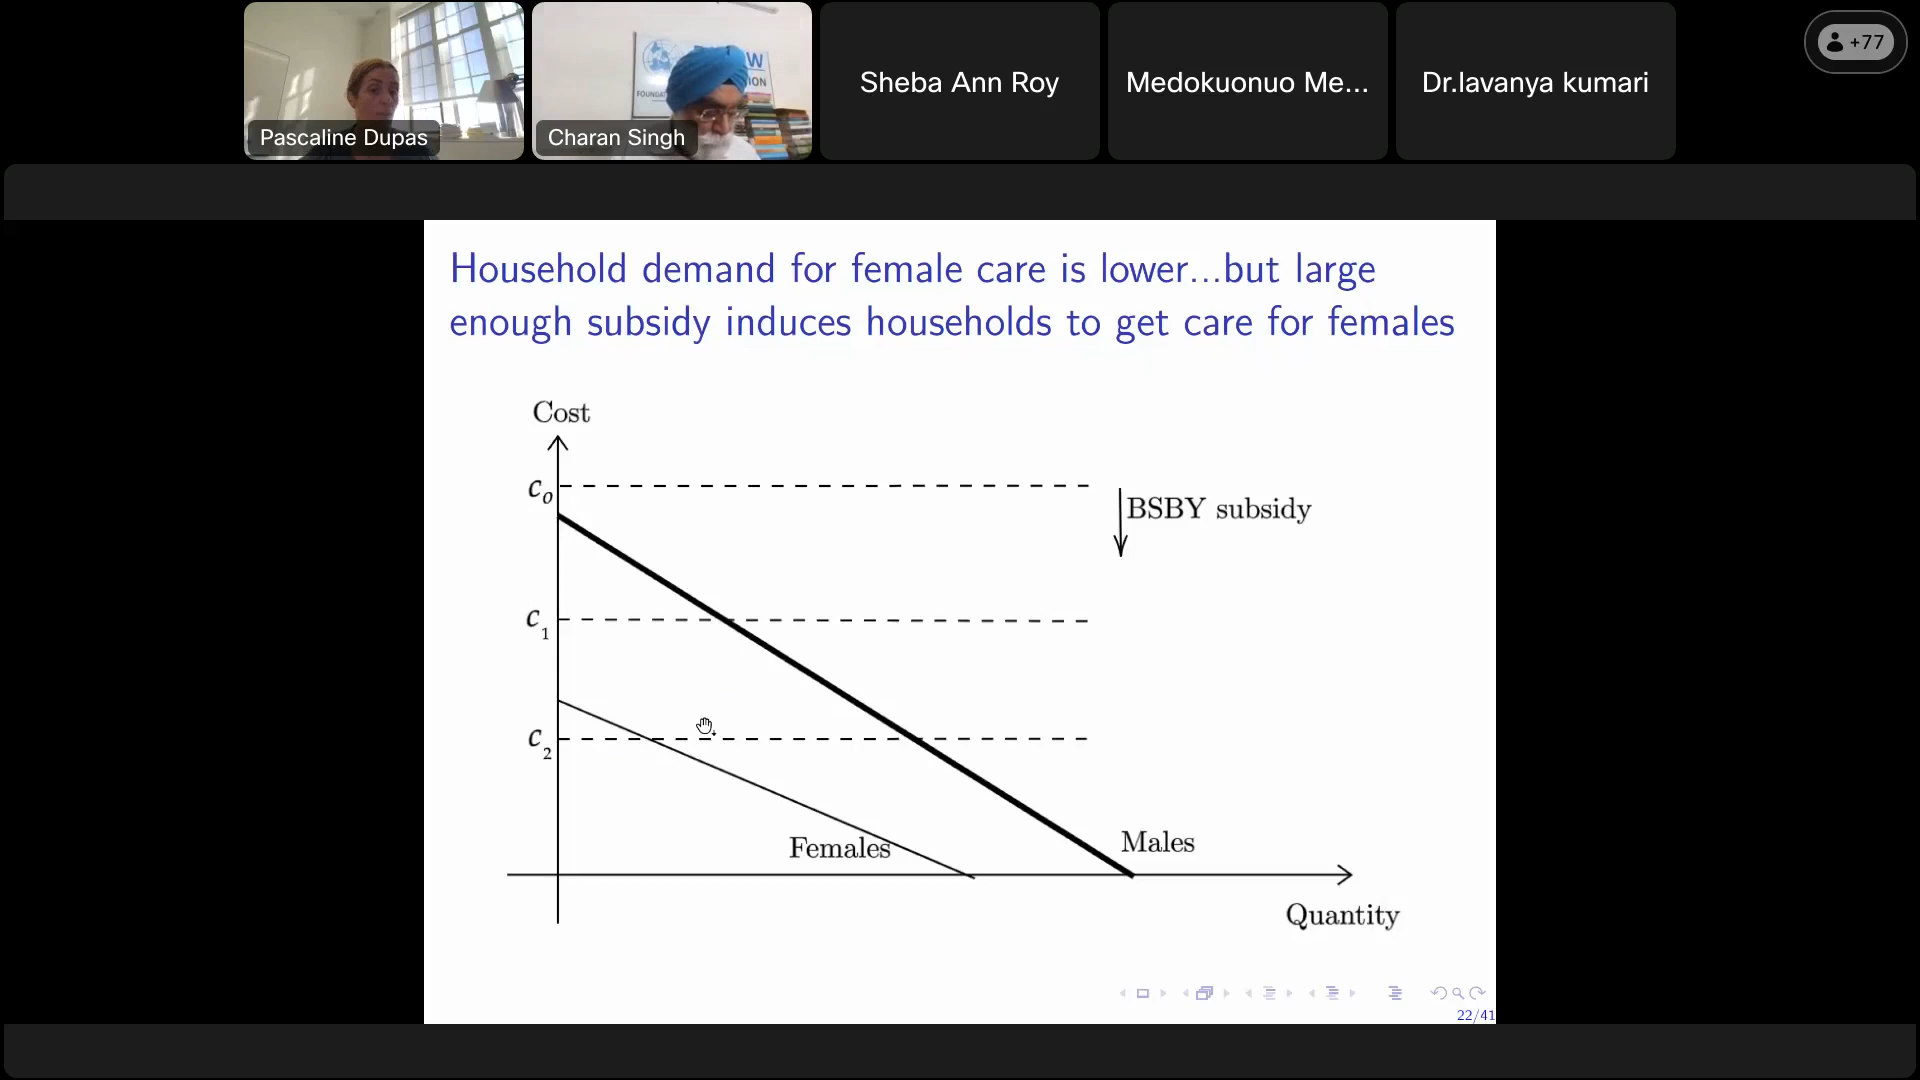 Pascaline Dupas
Charan Singh
W
ION
FOUNDAT
Sheba Ann Roy
Medokuonuo Me...
Dr.lavanya kumari
+77
Household demand for female care is lower...but large
enough subsidy induces households to get care for females
Cost
c0
BSBY subsidy
c1
c2
Females
Males
Quantity
22/41